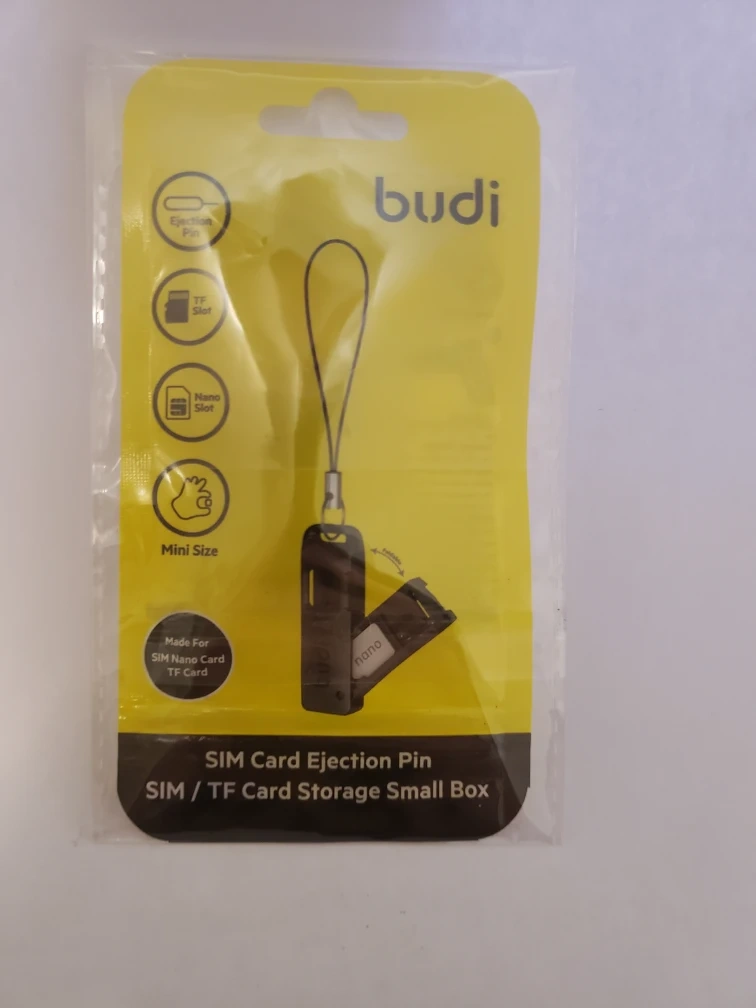 budi
Ejection
Pin
TF
Slot
Nano
Slot
Mini Size
rotate
nano
Made For
SIM Nano Card
TF Card
SIM Card Ejection Pin
SIM / TF Card Storage Small Box